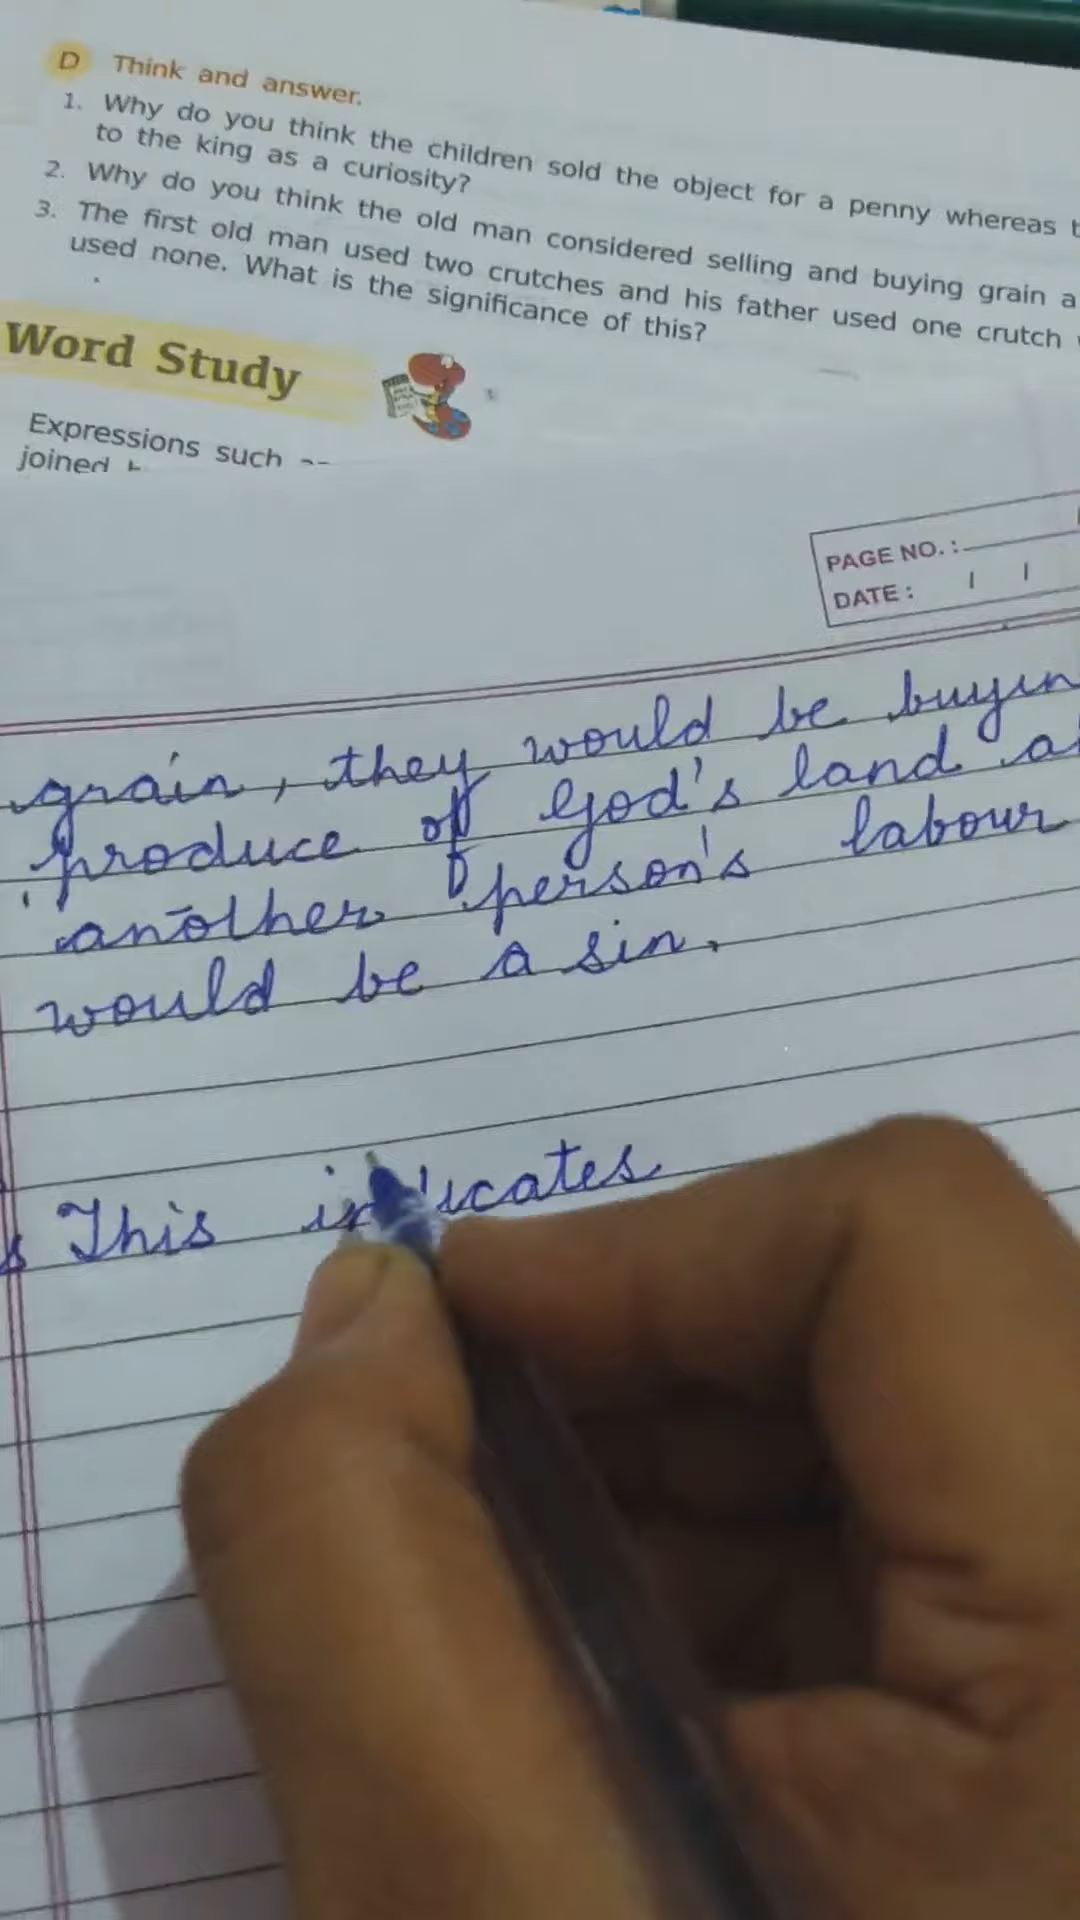 D Think and answer.
1. Why do you think the children sold the object for a penny whereas
to the king as a curiosity?
2. Why do you think the old man considered selling and buying grain
3. The first old man used two crutches and his father used one crutch
used none. What is the significance of this?
Word Study
Expressions such
joined
PAGE NO. :
DATE :
grain, they would be
produce of God's land
another person's labour
would be a sin.
This indicates